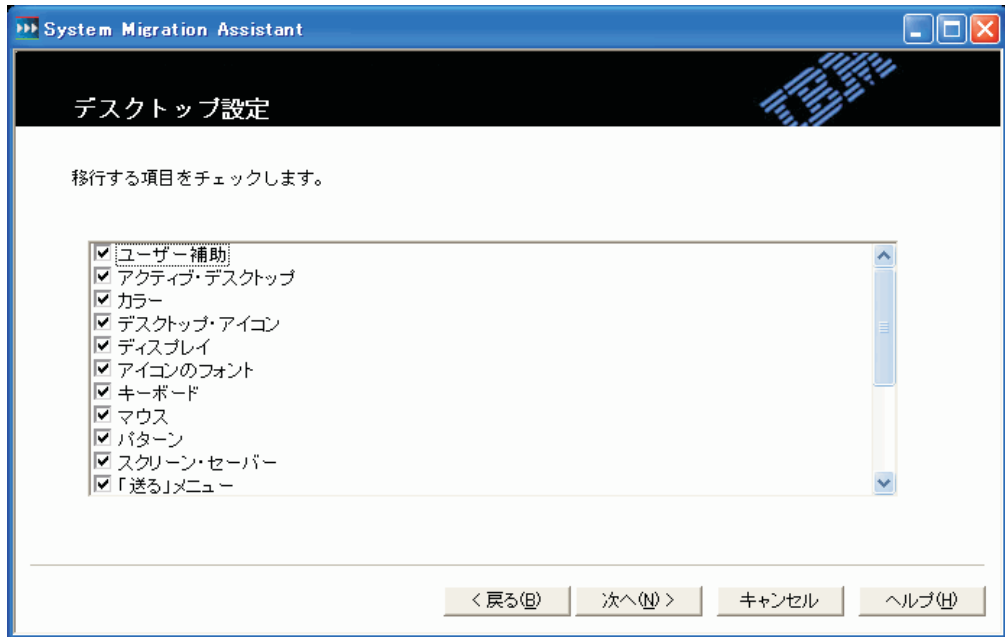 System Migration Assistant
IBM
デスクトップ設定
移行する項目をチェックします。
ユーザー補助
アクティブ・デスクトップ
カラー
デスクトップ・アイコン
ディスプレイ
アイコンのフォント
キーボード
マウス
パターン
スクリーン・セーバー
「送る」メニュー
< 戻る(B) 次へ(N) > キャンセル ヘルプ(H)